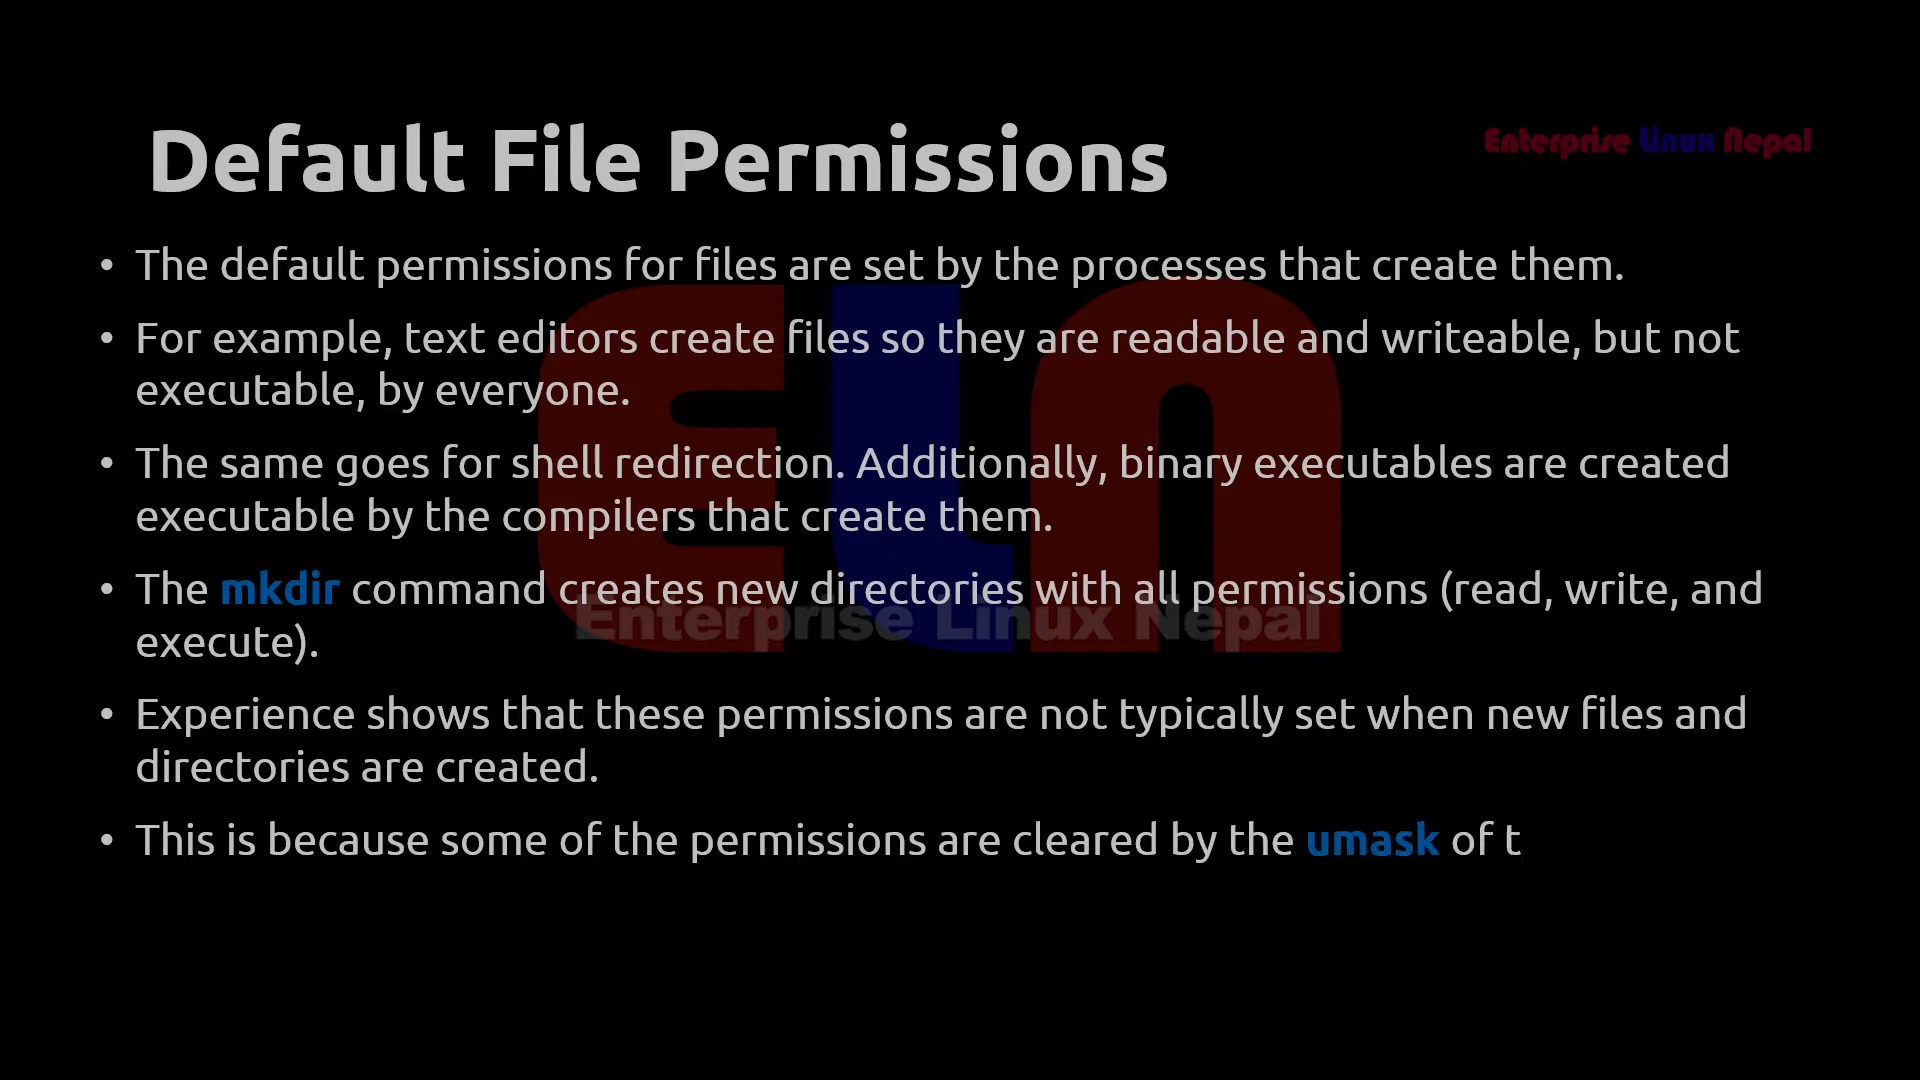 Default File Permissions
Enterprise Linux Nepal
• The default permissions for files are set by the processes that create them.
• For example, text editors create files so they are readable and writeable, but not
executable, by everyone.
• The same goes for shell redirection. Additionally, binary executables are created
executable by the compilers that create them.
• The mkdir command creates new directories with all permissions (read, write, and
execute).
• Experience shows that these permissions are not typically set when new files and
directories are created.
• This is because some of the permissions are cleared by the umask of t
ELN
Enterprise Linux Nepal